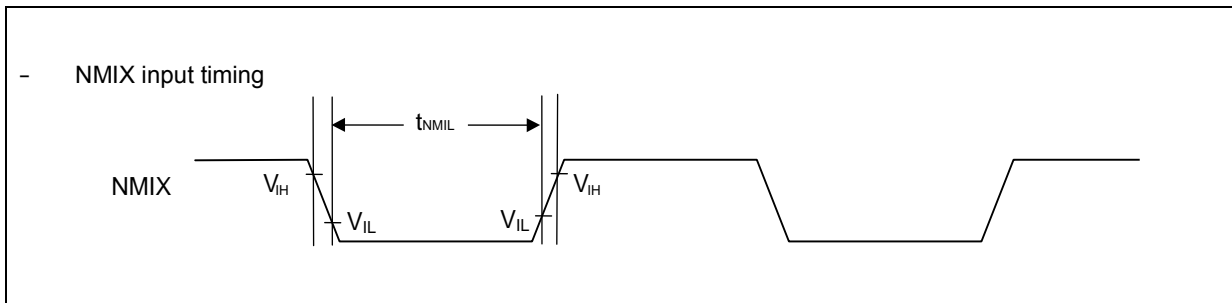 – NMIX input timing
tNMIL
NMIX
VIH
VIH
VIL
VIL